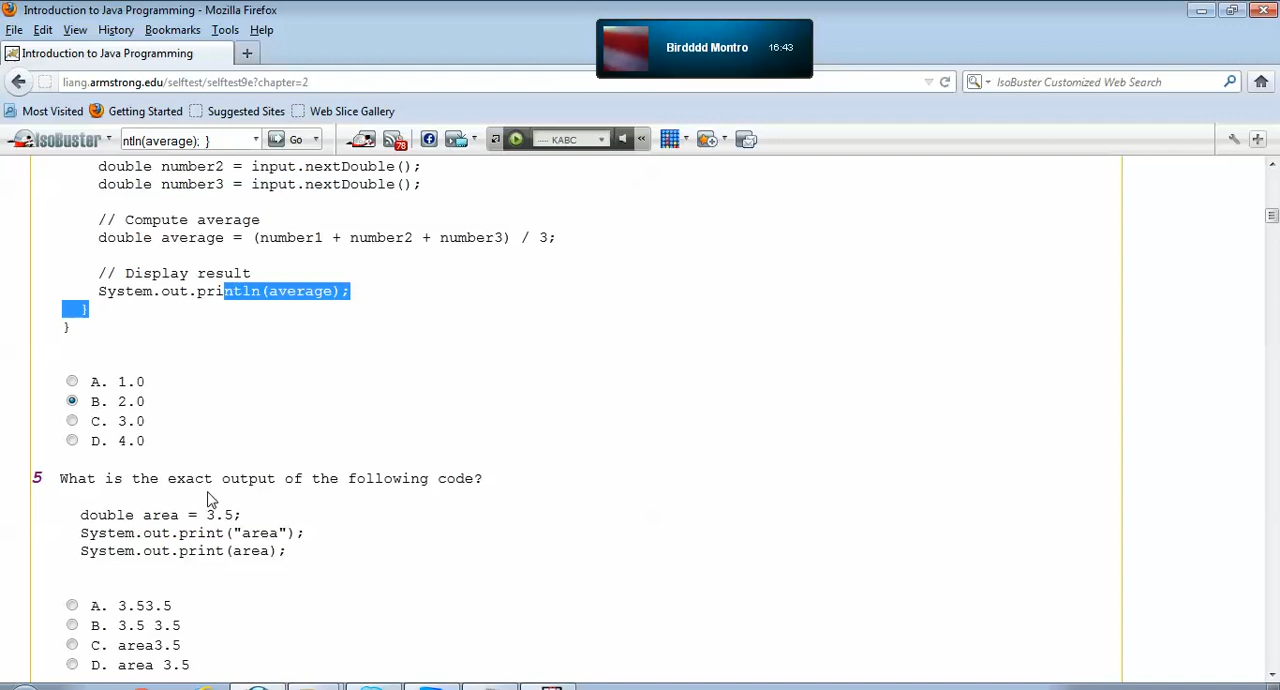 Introduction to Java Programming - Mozilla Firefox
File Edit View History Bookmarks Tools Help
Birdddd Montro 16:43
Introduction to Java Programming
liang.armstrong.edu/selftest/selftest9e?chapter=2
IsoBuster Customized Web Search
Most Visited Getting Started Suggested Sites Web Slice Gallery
IsoBuster ntln(average); } Go 78 KABC
double number2 = input.nextDouble();
double number3 = input.nextDouble();
// Compute average
double average = (number1 + number2 + number3) / 3;
// Display result
System.out.println(average);
}
}
A. 1.0
B. 2.0
C. 3.0
D. 4.0
5 What is the exact output of the following code?
double area = 3.5;
System.out.print("area");
System.out.print(area);
A. 3.53.5
B. 3.5 3.5
C. area3.5
D. area 3.5